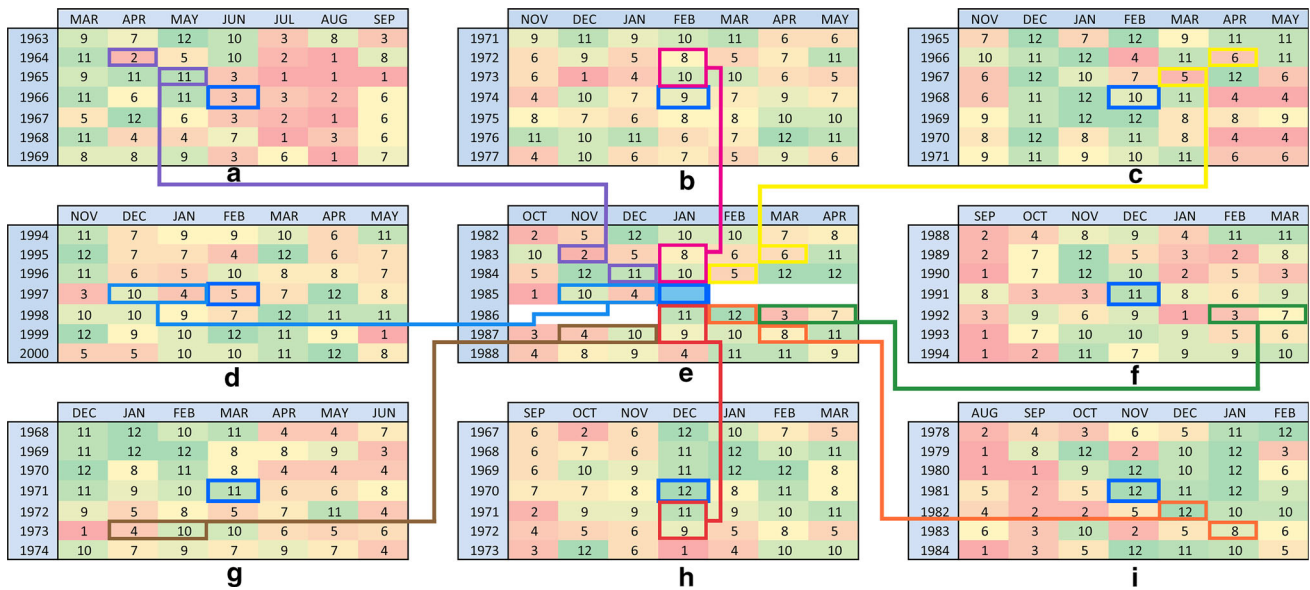 MAR APR MAY JUN JUL AUG SEP
1963 9 7 12 10 3 8 3
1964 11 2 5 10 2 1 8
1965 9 11 11 3 1 1 1
1966 11 6 11 3 3 2 6
1967 5 12 6 3 2 1 6
1968 11 4 4 7 1 3 6
1969 8 8 9 3 6 1 7
a
NOV DEC JAN FEB MAR APR MAY
1971 9 11 9 10 11 6 6
1972 6 9 5 8 7 7 11
1973 6 1 4 10 10 6 5
1974 4 10 7 9 7 9 7
1975 8 7 6 8 8 10 10
1976 11 10 11 6 7 12 11
1977 4 10 6 7 5 9 6
b
NOV DEC JAN FEB MAR APR MAY
1965 7 12 7 12 9 11 11
1966 10 11 12 4 11 6 11
1967 6 12 10 7 5 12 6
1968 6 11 12 10 11 4 4
1969 9 11 12 12 8 8 9
1970 8 12 8 11 8 4 4
1971 9 11 9 10 11 6 6
c
NOV DEC JAN FEB MAR APR MAY
1994 11 7 9 9 10 6 11
1995 12 7 7 4 12 6 7
1996 11 6 5 10 8 8 7
1997 3 10 4 5 7 12 8
1998 10 10 9 7 12 11 11
1999 12 9 10 12 11 9 1
2000 5 5 10 10 11 12 8
d
OCT NOV DEC JAN FEB MAR APR
1982 2 5 12 10 10 7 8
1983 10 2 5 8 6 6 11
1984 5 12 11 10 5 12 12
1985 1 10 4
1986 11 12 3 7
1987 3 4 10 9 9 8 11
1988 4 8 9 4 11 11 9
e
SEP OCT NOV DEC JAN FEB MAR
1988 2 4 8 9 4 11 11
1989 2 7 12 5 3 2 8
1990 1 7 12 10 2 5 3
1991 8 3 3 11 8 6 9
1992 3 9 6 9 1 3 7
1993 1 7 10 10 9 5 6
1994 1 2 11 7 9 9 10
f
DEC JAN FEB MAR APR MAY JUN
1968 11 12 10 11 4 4 7
1969 11 12 12 8 8 9 3
1970 12 8 11 8 4 4 4
1971 11 9 10 11 6 6 8
1972 9 5 8 5 7 11 4
1973 1 4 10 10 6 5 6
1974 10 7 9 7 9 7 4
g
SEP OCT NOV DEC JAN FEB MAR
1967 6 2 6 12 10 7 5
1968 6 7 6 11 12 10 11
1969 6 10 9 11 12 12 8
1970 7 7 8 12 8 11 8
1971 2 9 9 11 9 10 11
1972 4 5 6 9 5 8 5
1973 3 12 6 1 4 10 10
h
AUG SEP OCT NOV DEC JAN FEB
1978 2 4 3 6 5 11 12
1979 1 8 12 2 10 12 3
1980 1 1 9 12 10 12 6
1981 5 2 5 12 11 12 9
1982 4 2 2 5 12 10 10
1983 6 3 10 2 5 8 6
1984 1 3 5 12 11 10 5
i